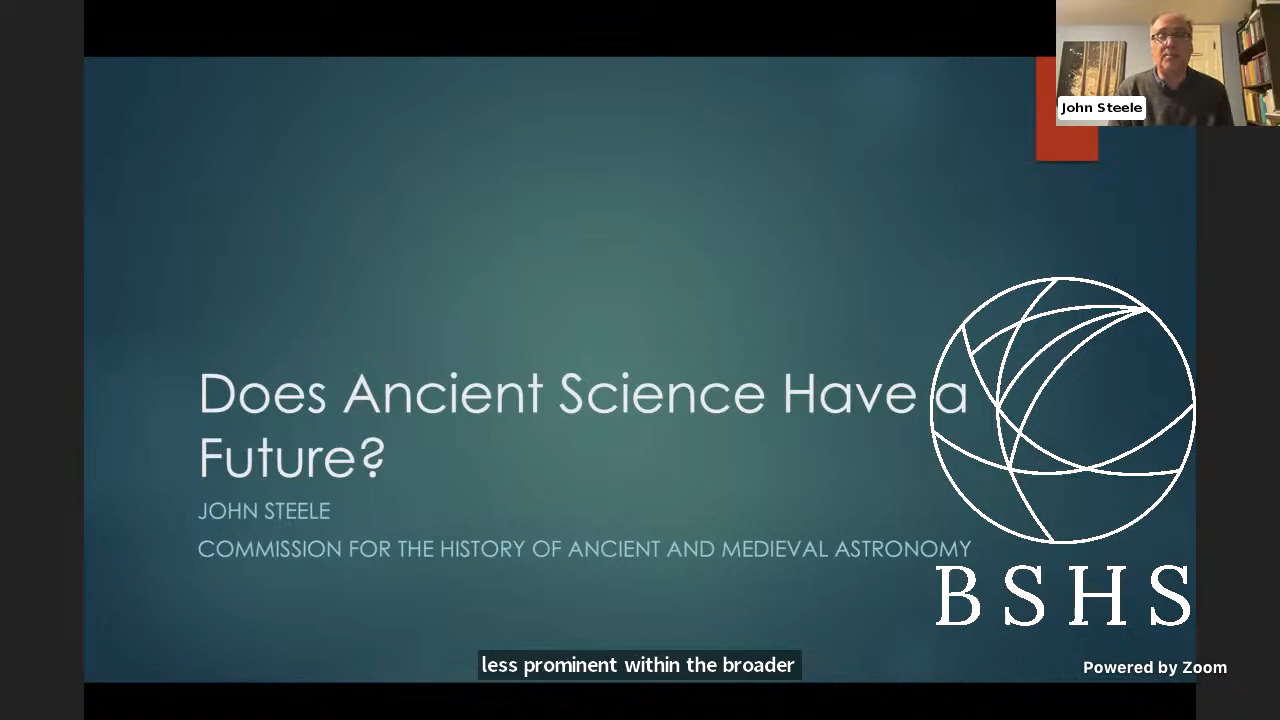 John Steele
Does Ancient Science Have a
Future?
JOHN STEELE
COMMISSION FOR THE HISTORY OF ANCIENT AND MEDIEVAL ASTRONOMY
BSHS
less prominent within the broader
Powered by Zoom